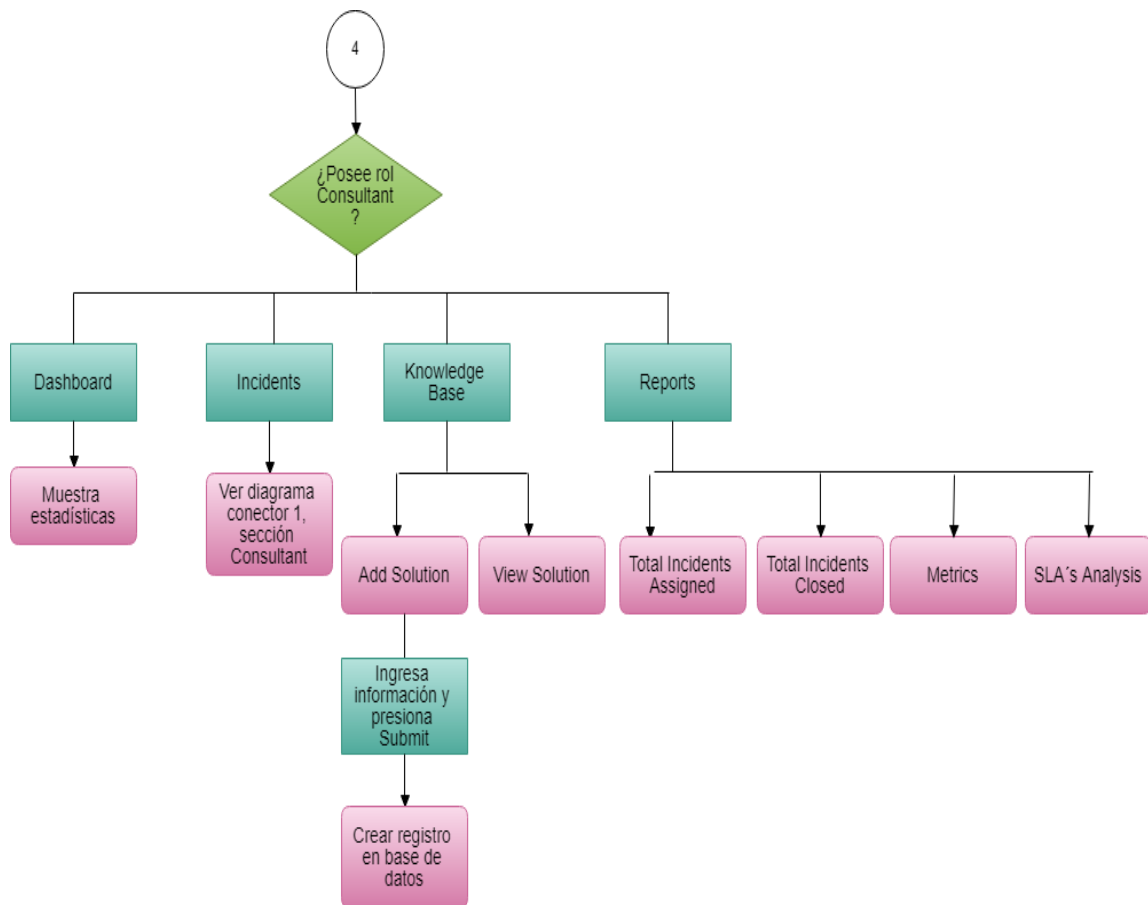 4
¿Posee rol
Consultant
?
Dashboard
Incidents
Knowledge
Base
Reports
Muestra
estadísticas
Ver diagrama
conector 1,
sección
Consultant
Add Solution
View Solution
Total Incidents
Assigned
Total Incidents
Closed
Metrics
SLA´s Analysis
Ingresa
información y
presiona
Submit
Crear registro
en base de
datos